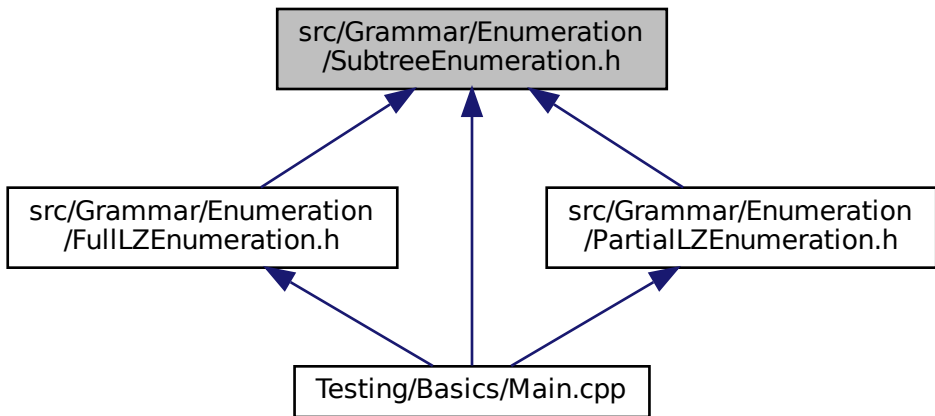 src/Grammar/Enumeration
/SubtreeEnumeration.h
src/Grammar/Enumeration
/FullLZEnumeration.h
src/Grammar/Enumeration
/PartialLZEnumeration.h
Testing/Basics/Main.cpp